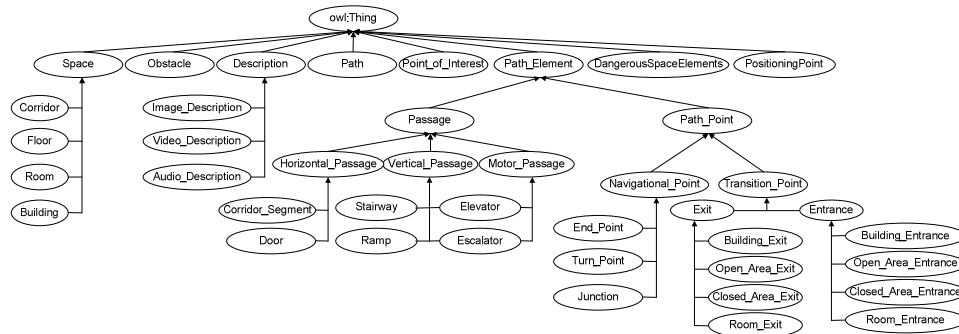 owl:Thing
Space
Obstacle
Description
Path
Point_of_Interest
Path_Element
DangerousSpaceElements
PositioningPoint
Corridor
Floor
Room
Building
Image_Description
Video_Description
Audio_Description
Passage
Path_Point
Horizontal_Passage
Vertical_Passage
Motor_Passage
Corridor_Segment
Door
Stairway
Ramp
Elevator
Escalator
Navigational_Point
Transition_Point
End_Point
Turn_Point
Junction
Exit
Entrance
Building_Exit
Open_Area_Exit
Closed_Area_Exit
Room_Exit
Building_Entrance
Open_Area_Entrance
Closed_Area_Entrance
Room_Entrance